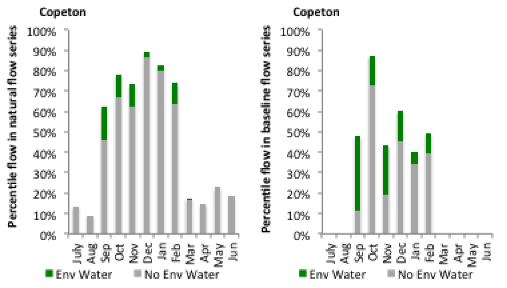 Copeton
Percentile flow in natural flow series
100%
90%
80%
70%
60%
50%
40%
30%
20%
10%
0%
July Aug Sep Oct Nov Dec Jan Feb Mar Apr May Jun
Env Water No Env Water
Copeton
Percentile flow in baseline flow series
100%
90%
80%
70%
60%
50%
40%
30%
20%
10%
0%
July Aug Sep Oct Nov Dec Jan Feb Mar Apr May Jun
Env Water No Env Water